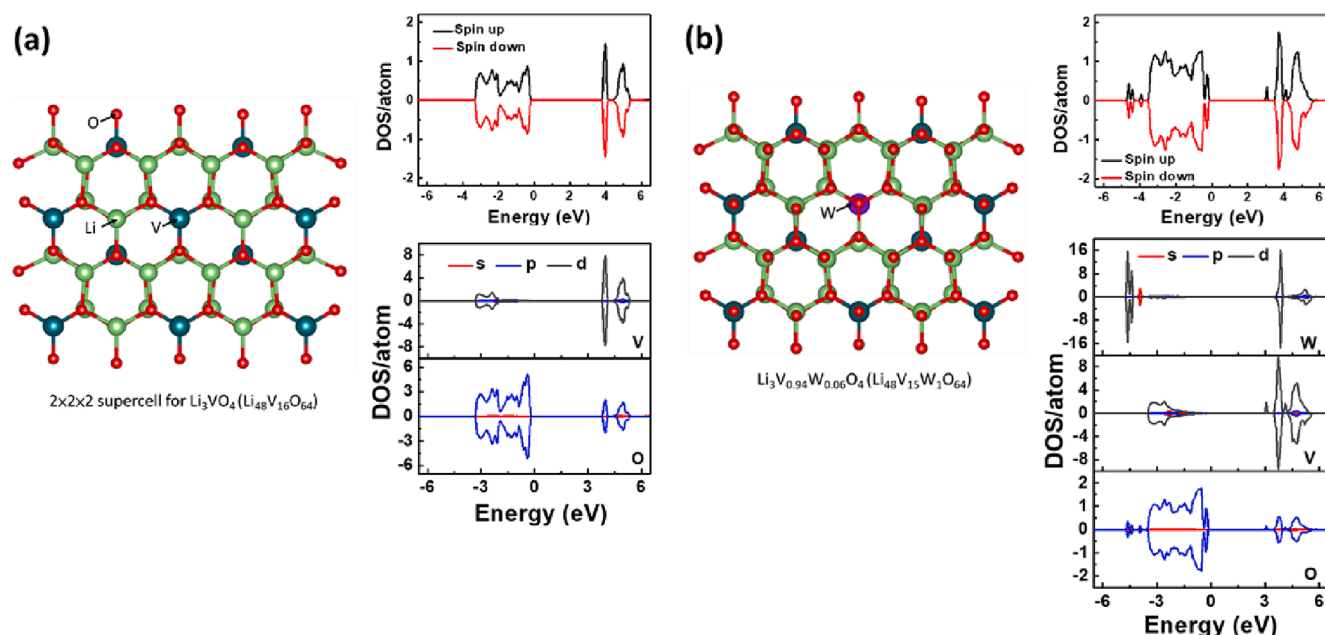 (a)
O
Li
V
2×2×2 supercell for Li₃VO₄ (Li₄₈V₁₆O₆₄)
DOS/atom
2
1
0
-1
-2
Spin up
Spin down
-6 -4 -2 0 2 4 6
Energy (eV)
DOS/atom
8
4
0
-4
-8
s p d
V
6
3
0
-3
-6
O
-6 -3 0 3 6
Energy (eV)
(b)
W
Li₃V₀.₉₄W₀.₀₆O₄ (Li₄₈V₁₅W₁O₆₄)
DOS/atom
2
1
0
-1
-2
Spin up
Spin down
-6 -4 -2 0 2 4 6
Energy (eV)
DOS/atom
16
8
0
-8
-16
s p d
W
8
4
0
-4
-8
V
2
1
0
-1
-2
O
-6 -4 -2 0 2 4 6
Energy (eV)